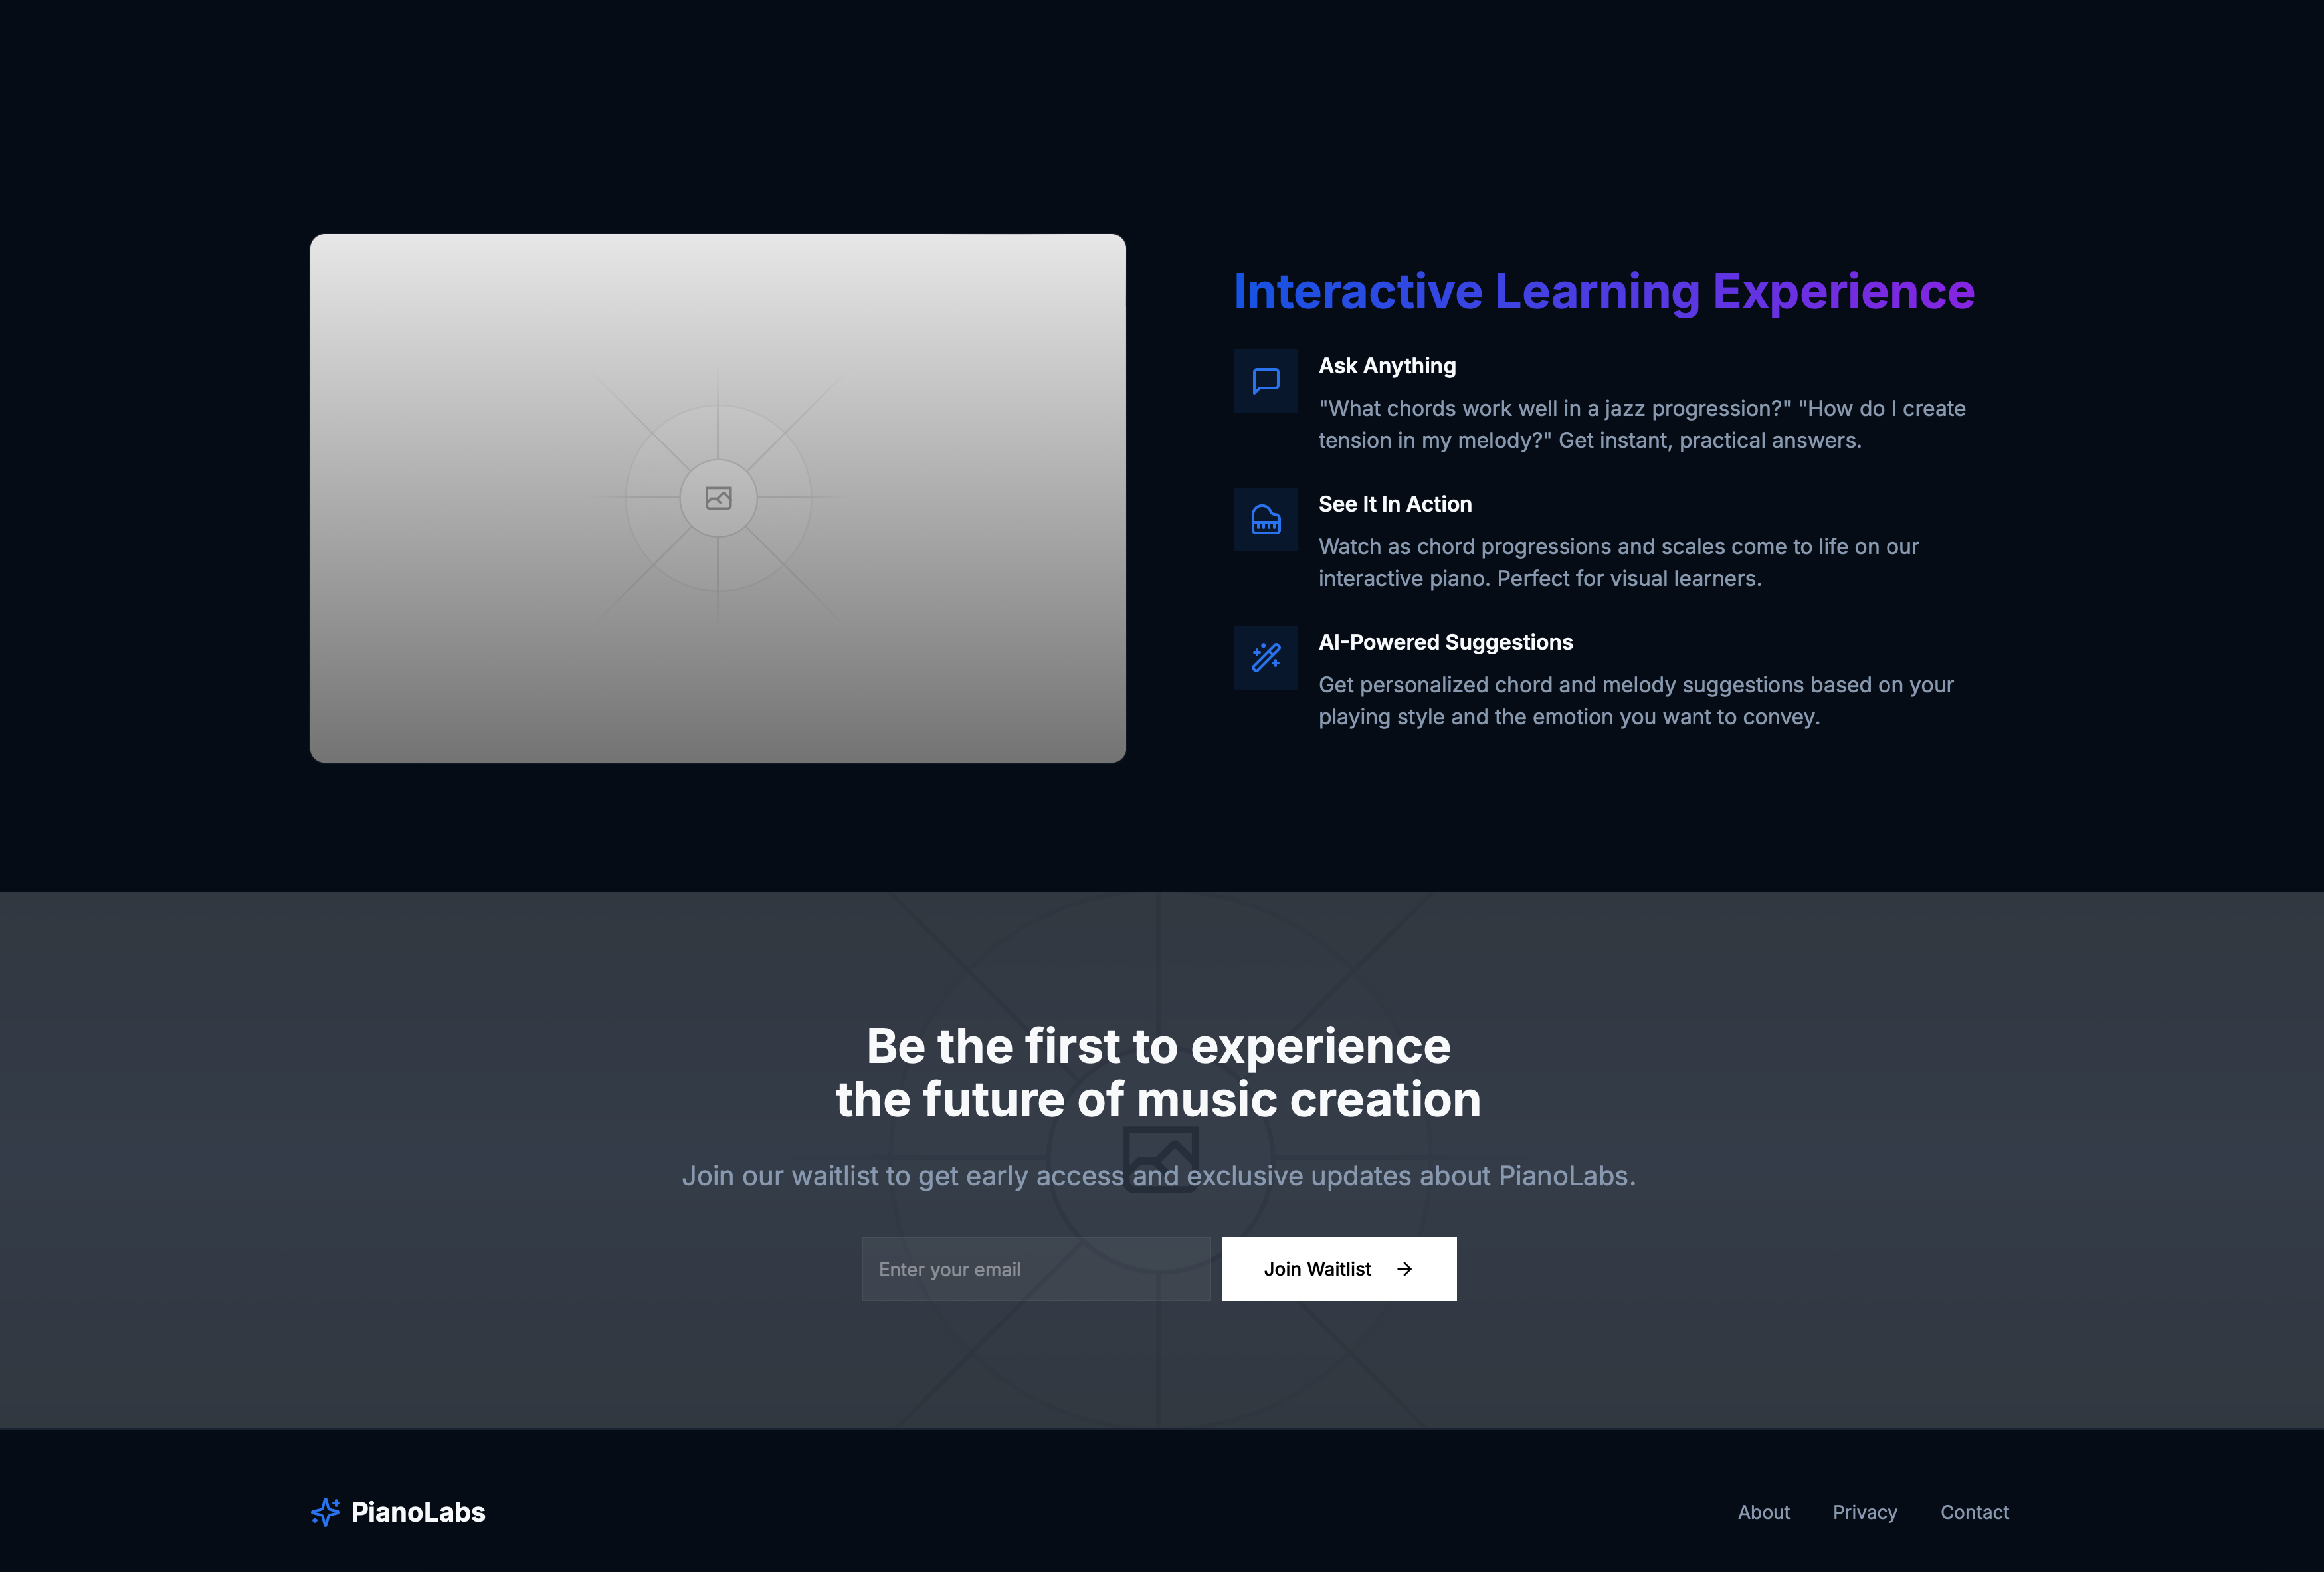 Interactive Learning Experience
Ask Anything
"What chords work well in a jazz progression?" "How do I create
tension in my melody?" Get instant, practical answers.
See It In Action
Watch as chord progressions and scales come to life on our
interactive piano. Perfect for visual learners.
AI-Powered Suggestions
Get personalized chord and melody suggestions based on your
playing style and the emotion you want to convey.
Be the first to experience
the future of music creation
Join our waitlist to get early access and exclusive updates about PianoLabs.
Enter your email
Join Waitlist
PianoLabs
About
Privacy
Contact